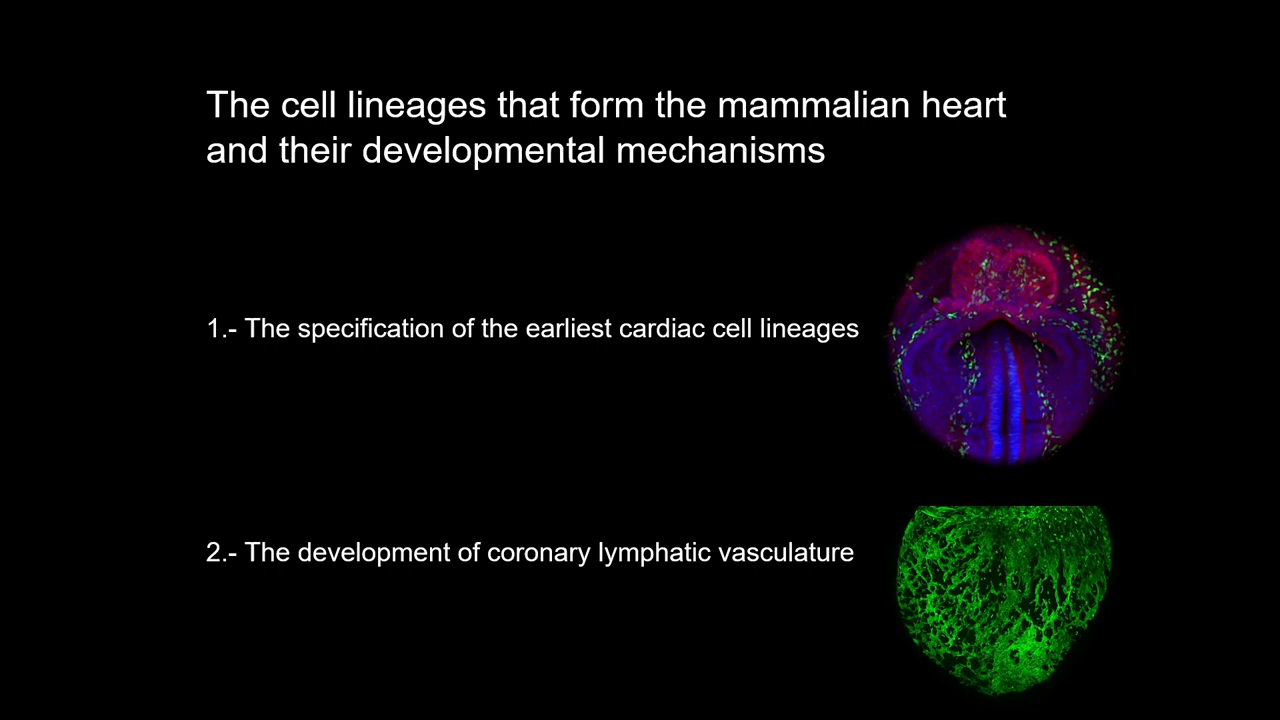 The cell lineages that form the mammalian heart
and their developmental mechanisms
1.- The specification of the earliest cardiac cell lineages
2.- The development of coronary lymphatic vasculature